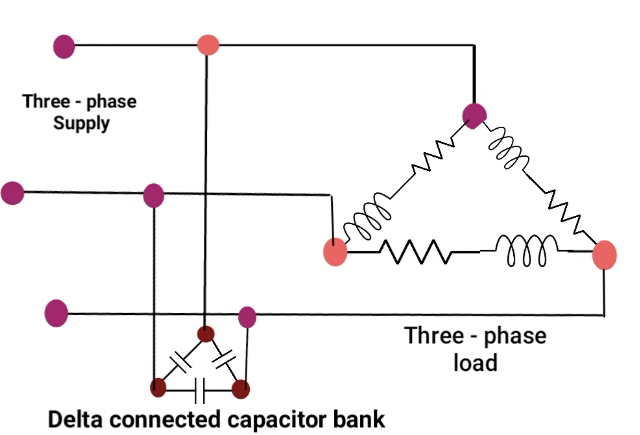 Three - phase
Supply
Three - phase
load
Delta connected capacitor bank